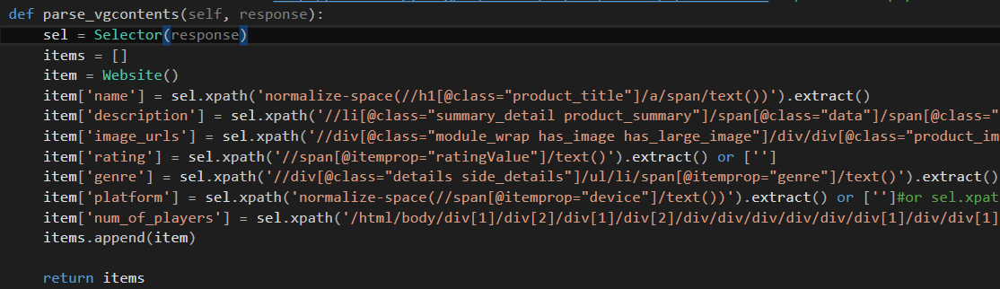 def parse_vgcontents(self, response):
sel = Selector(response)
items = []
item = Website()
item['name'] = sel.xpath('normalize-space(//h1[@class="product_title"]/a/span/text())').extract()
item['description'] = sel.xpath('//li[@class="summary_detail product_summary"]/span[@class="data"]/span[@class="
item['image_urls'] = sel.xpath('//div[@class="module_wrap has_image has_large_image"]/div/div[@class="product_im
item['rating'] = sel.xpath('//span[@itemprop="ratingValue"]/text()').extract() or ['']
item['genre'] = sel.xpath('//div[@class="details side_details"]/ul/li/span[@itemprop="genre"]/text()').extract()
item['platform'] = sel.xpath('normalize-space(//span[@itemprop="device"]/text())').extract() or ['']#or sel.xpat
item['num_of_players'] = sel.xpath('/html/body/div[1]/div[2]/div[1]/div[2]/div/div/div/div/div/div[1]/div/div[1]
items.append(item)
return items